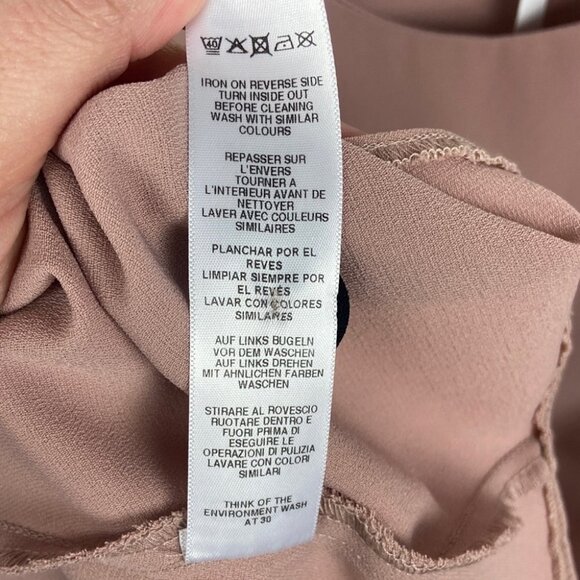 40
IRON ON REVERSE SIDE
TURN INSIDE OUT
BEFORE CLEANING
WASH WITH SIMILAR
COLOURS
REPASSER SUR
L'ENVERS
TOURNER A
L'INTERIEUR AVANT DE
NETTOYER
LAVER AVEC COULEURS
SIMILAIRES
PLANCHAR POR EL
REVES
LIMPIAR SIEMPRE POR
EL REVÉS
LAVAR CON COLORES
SIMILARES
AUF LINKS BUGELN
VOR DEM WASCHEN
AUF LINKS DREHEN
MIT AHNLICHEN FARBEN
WASCHEN
STIRARE AL ROVESCIO
RUOTARE DENTRO E
FUORI PRIMA DI
ESEGUIRE LE
OPERAZIONI DI PULIZIA
LAVARE CON COLORI
SIMILARI
THINK OF THE
ENVIRONMENT WASH
AT 30